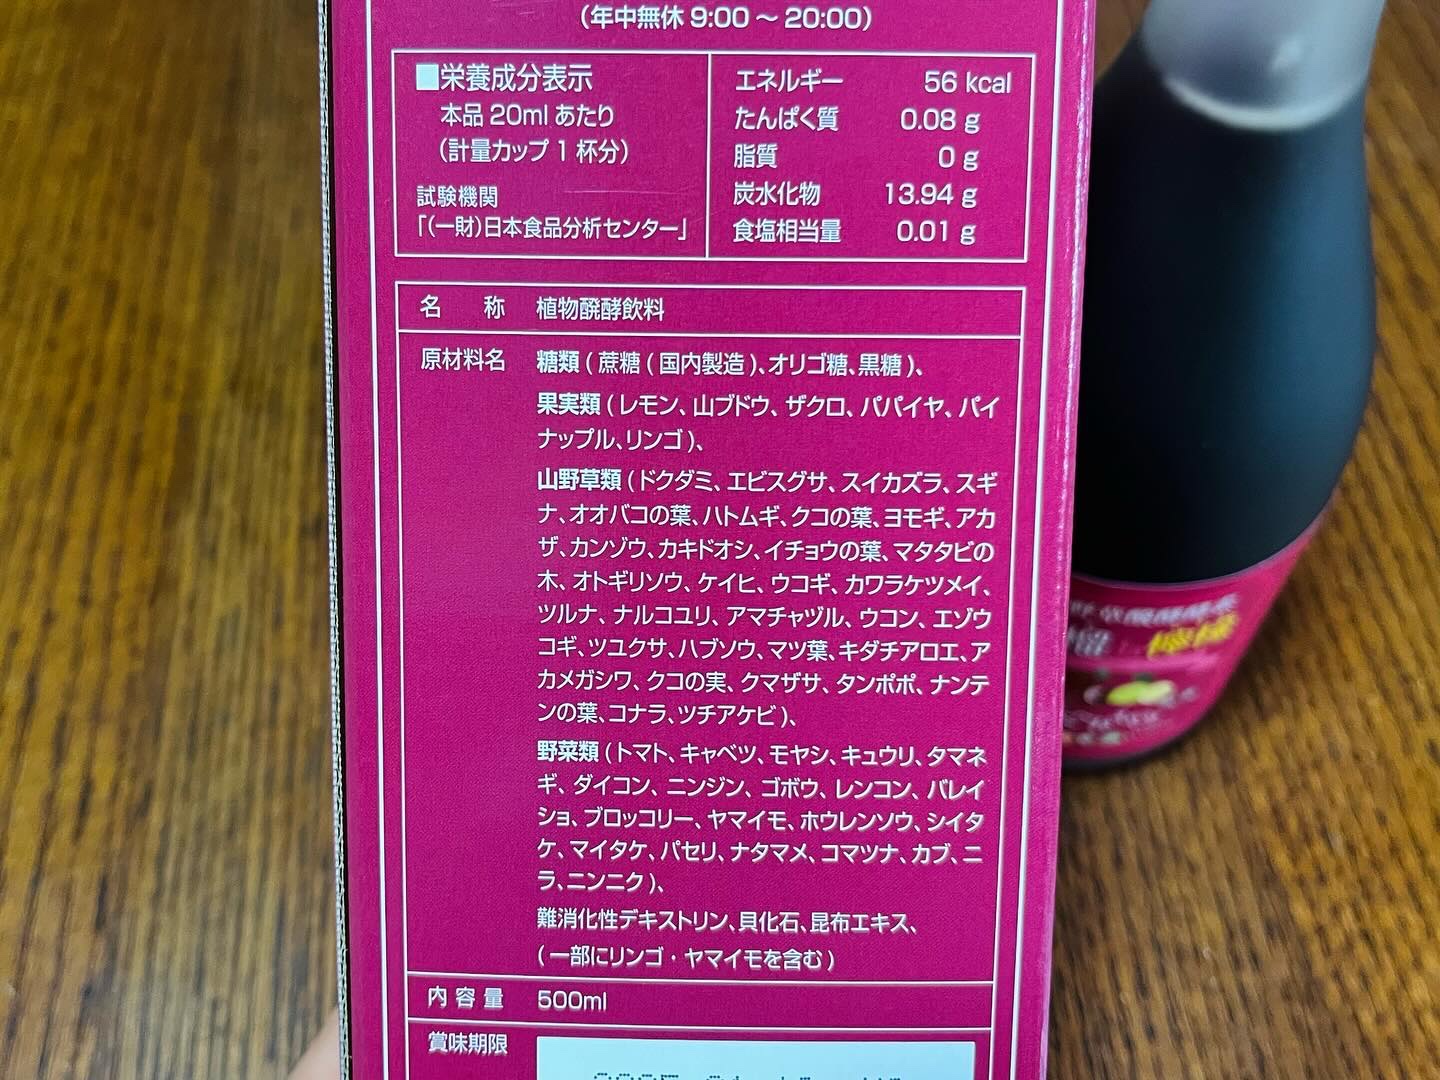 (年中無休 9:00 ～ 20:00)
■栄養成分表示
本品 20ml あたり
(計量カップ 1 杯分)
試験機関
「(一財)日本食品分析センター」
エネルギー 56 kcal
たんぱく質 0.08 g
脂質 0 g
炭水化物 13.94 g
食塩相当量 0.01 g
名 称 植物醗酵飲料
原材料名 糖類 ( 蔗糖 ( 国内製造 )、オリゴ糖、黒糖 )、
果実類 ( レモン、山ブドウ、ザクロ、パパイヤ、パイ
ナップル、リンゴ )、
山野草類 ( ドクダミ、エビスグサ、スイカズラ、スギ
ナ、オオバコの葉、ハトムギ、クコの葉、ヨモギ、アカ
ザ、カンゾウ、カキドオシ、イチョウの葉、マタタビの
木、オトギリソウ、ケイヒ、ウコギ、カワラケツメイ、
ツルナ、ナルコユリ、アマチャヅル、ウコン、エゾウ
コギ、ツユクサ、ハブソウ、マツ葉、キダチアロエ、ア
カメガシワ、クコの実、クマザサ、タンポポ、ナンテ
ンの葉、コナラ、ツチアケビ )、
野菜類 ( トマト、キャベツ、モヤシ、キュウリ、タマネ
ギ、ダイコン、ニンジン、ゴボウ、レンコン、バレイ
ショ、ブロッコリー、ヤマイモ、ホウレンソウ、シイタ
ケ、マイタケ、パセリ、ナタマメ、コマツナ、カブ、ニ
ラ、ニンニク )、
難消化性デキストリン、貝化石、昆布エキス、
( 一部にリンゴ・ヤマイモを含む )
内 容 量 500ml
賞味期限